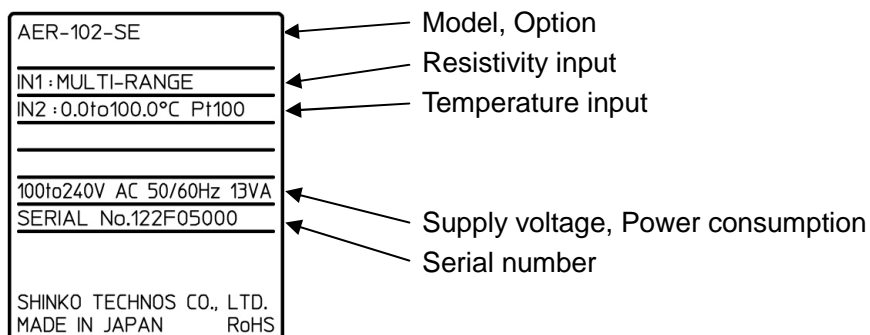 AER-102-SE
IN1:MULTI-RANGE
IN2:0.0to100.0°C Pt100
100to240V AC 50/60Hz 13VA
SERIAL No.122F05000
SHINKO TECHNOS CO., LTD.
MADE IN JAPAN RoHS
Model, Option
Resistivity input
Temperature input
Supply voltage, Power consumption
Serial number